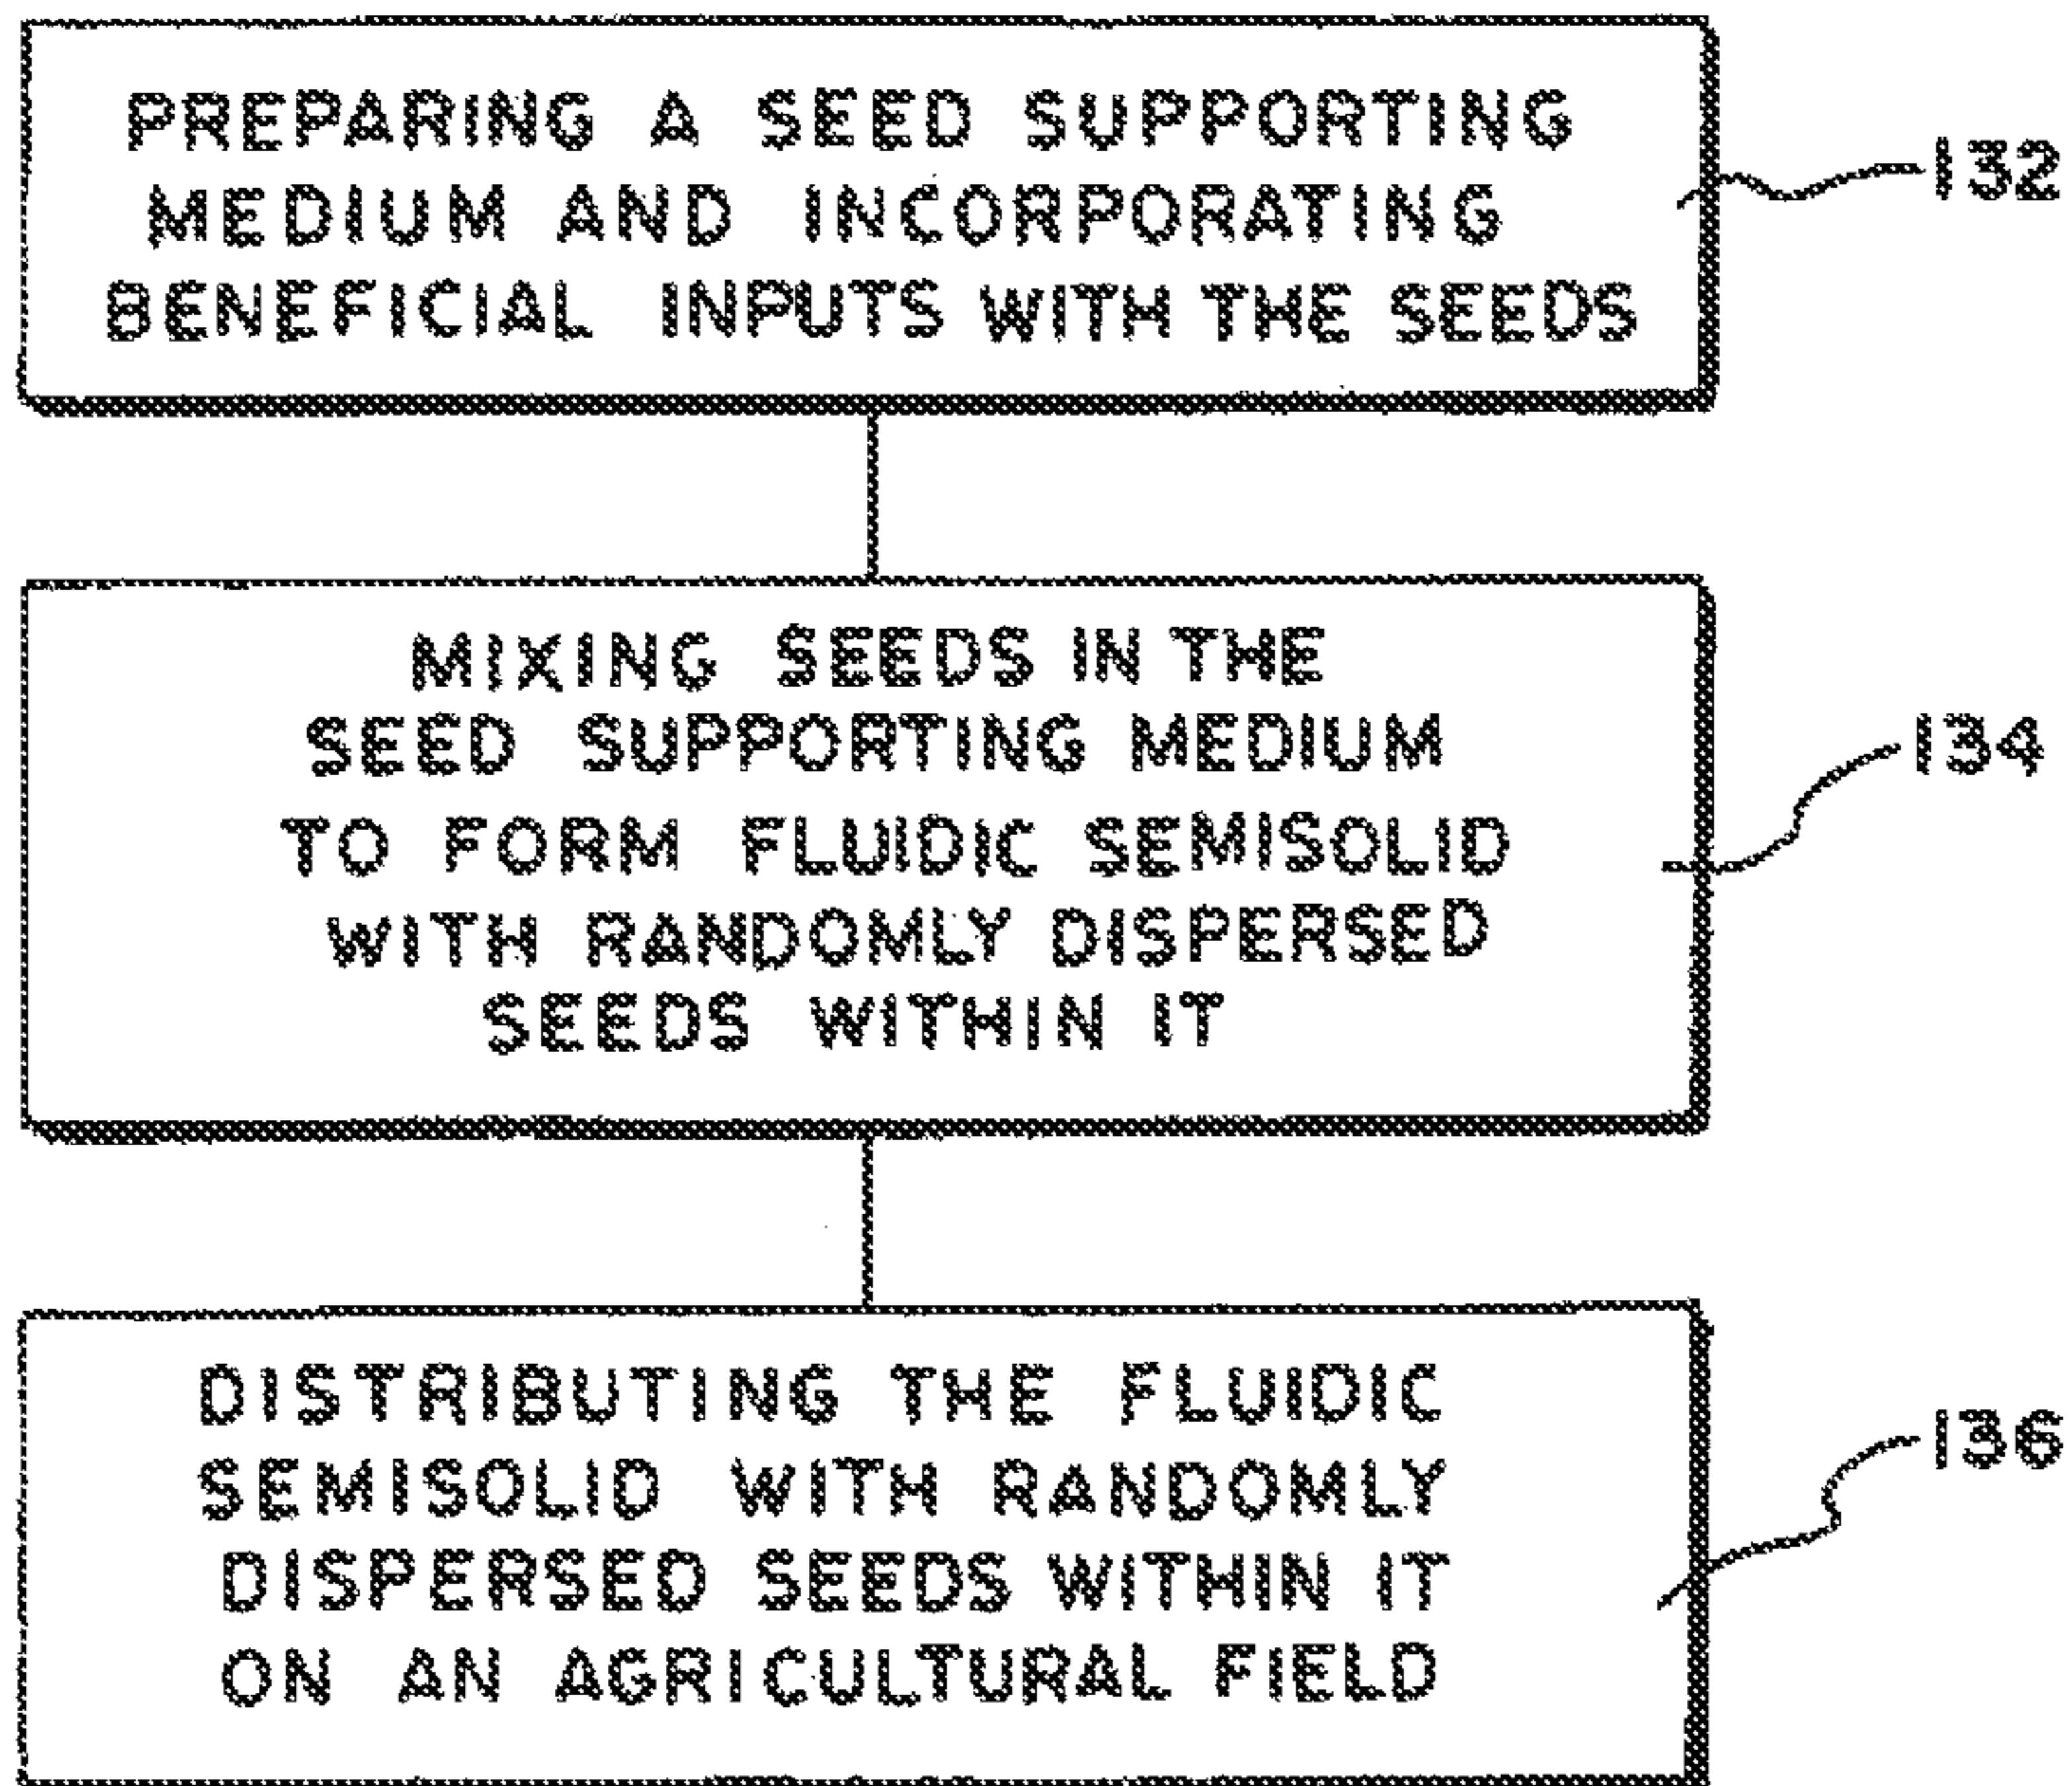 PREPARING A SEED SUPPORTING
MEDIUM AND INCORPORATING
BENEFICIAL INPUTS WITH THE SEEDS
132
MIXING SEEDS IN THE
SEED SUPPORTING MEDIUM
TO FORM FLUIDIC SEMISOLID
WITH RANDOMLY DISPERSED
SEEDS WITHIN IT
134
DISTRIBUTING THE FLUIDIC
SEMISOLID WITH RANDOMLY
DISPERSED SEEDS WITHIN IT
ON AN AGRICULTURAL FIELD
136